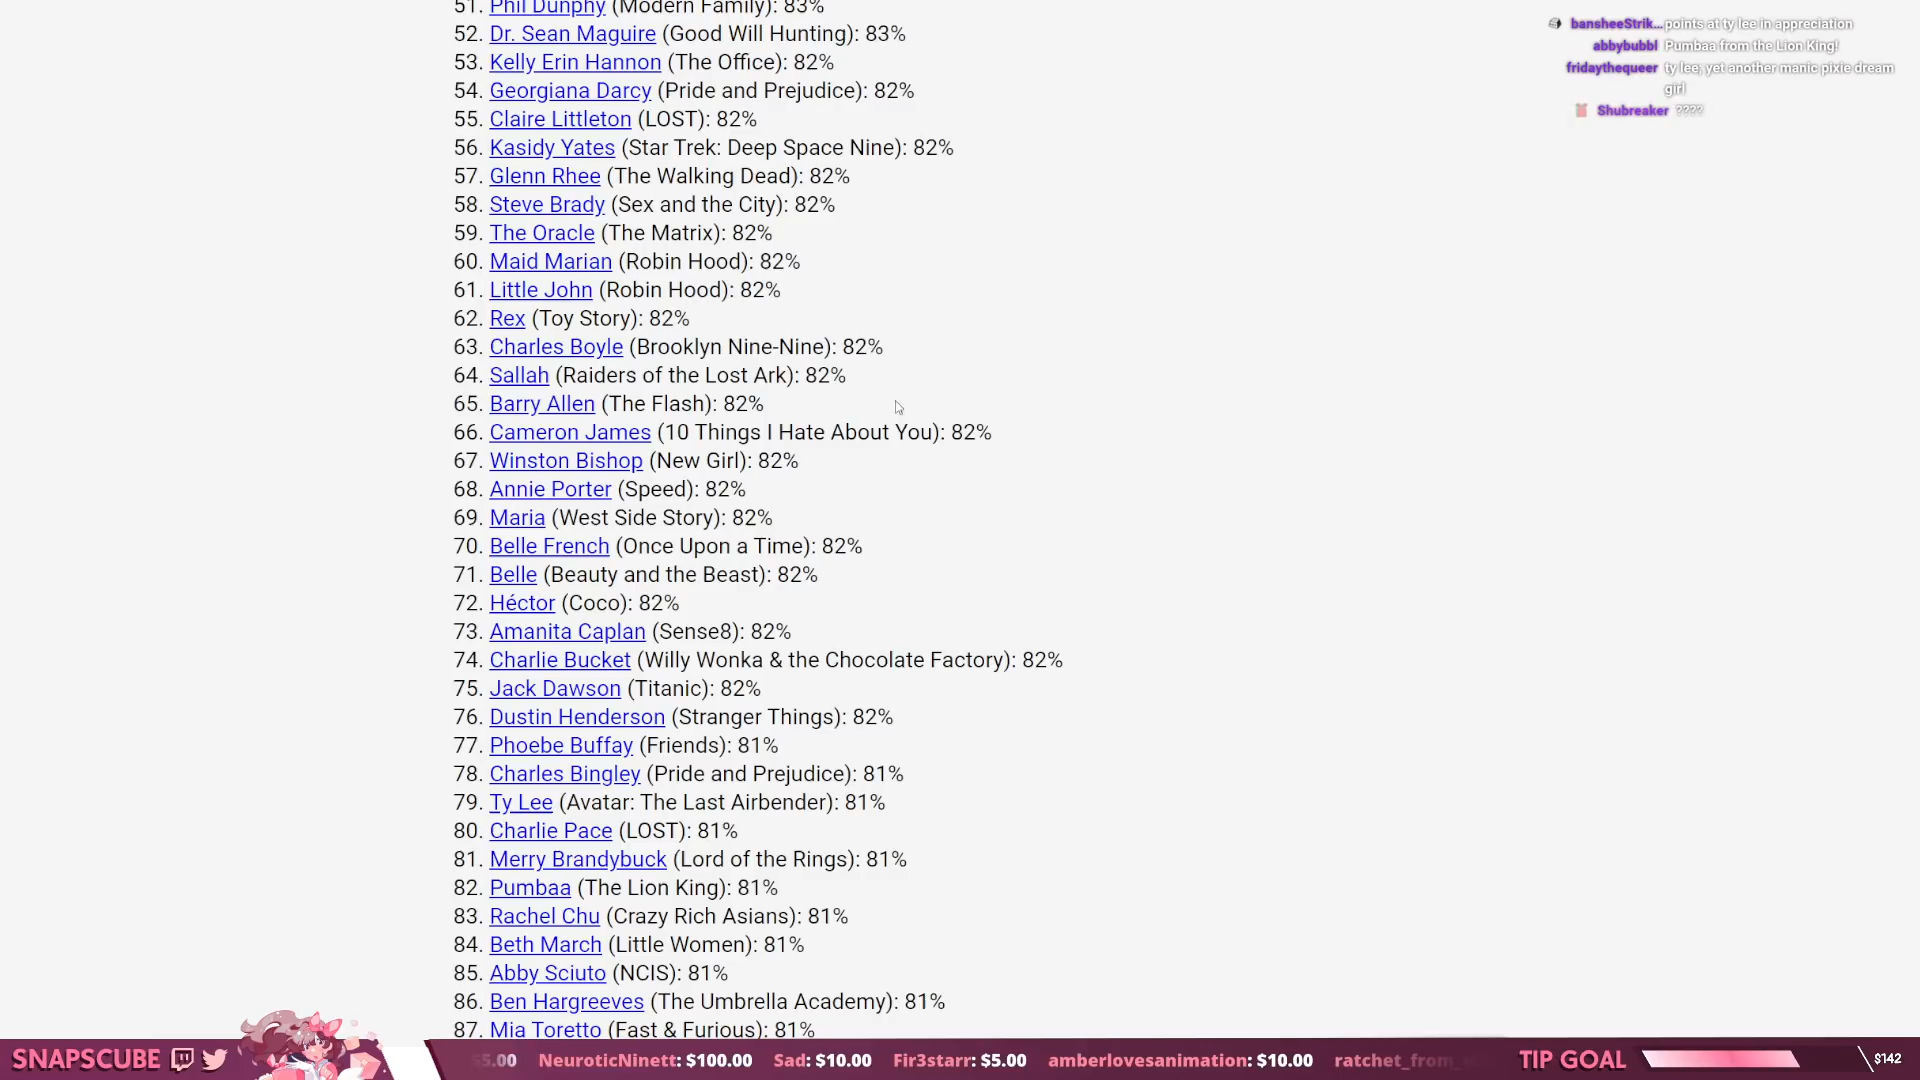 51. Phil Dunphy (Modern Family): 83%
52. Dr. Sean Maguire (Good Will Hunting): 83%
53. Kelly Erin Hannon (The Office): 82%
54. Georgiana Darcy (Pride and Prejudice): 82%
55. Claire Littleton (LOST): 82%
56. Kasidy Yates (Star Trek: Deep Space Nine): 82%
57. Glenn Rhee (The Walking Dead): 82%
58. Steve Brady (Sex and the City): 82%
59. The Oracle (The Matrix): 82%
60. Maid Marian (Robin Hood): 82%
61. Little John (Robin Hood): 82%
62. Rex (Toy Story): 82%
63. Charles Boyle (Brooklyn Nine-Nine): 82%
64. Sallah (Raiders of the Lost Ark): 82%
65. Barry Allen (The Flash): 82%
66. Cameron James (10 Things I Hate About You): 82%
67. Winston Bishop (New Girl): 82%
68. Annie Porter (Speed): 82%
69. Maria (West Side Story): 82%
70. Belle French (Once Upon a Time): 82%
71. Belle (Beauty and the Beast): 82%
72. Héctor (Coco): 82%
73. Amanita Caplan (Sense8): 82%
74. Charlie Bucket (Willy Wonka & the Chocolate Factory): 82%
75. Jack Dawson (Titanic): 82%
76. Dustin Henderson (Stranger Things): 82%
77. Phoebe Buffay (Friends): 81%
78. Charles Bingley (Pride and Prejudice): 81%
79. Ty Lee (Avatar: The Last Airbender): 81%
80. Charlie Pace (LOST): 81%
81. Merry Brandybuck (Lord of the Rings): 81%
82. Pumbaa (The Lion King): 81%
83. Rachel Chu (Crazy Rich Asians): 81%
84. Beth March (Little Women): 81%
85. Abby Sciuto (NCIS): 81%
86. Ben Hargreeves (The Umbrella Academy): 81%
87. Mia Toretto (Fast & Furious): 81%
bansheeStrik... points at ty lee in appreciation
abbybubbl Pumbaa from the Lion King!
fridaythequeer ty lee; yet another manic pixie dream
girl
Shubreaker ????
SNAPSCUBE $5.00 NeuroticNinett: $100.00 Sad: $10.00 Fir3starr: $5.00 amberlovesanimation: $10.00 ratchet_from_ TIP GOAL $142